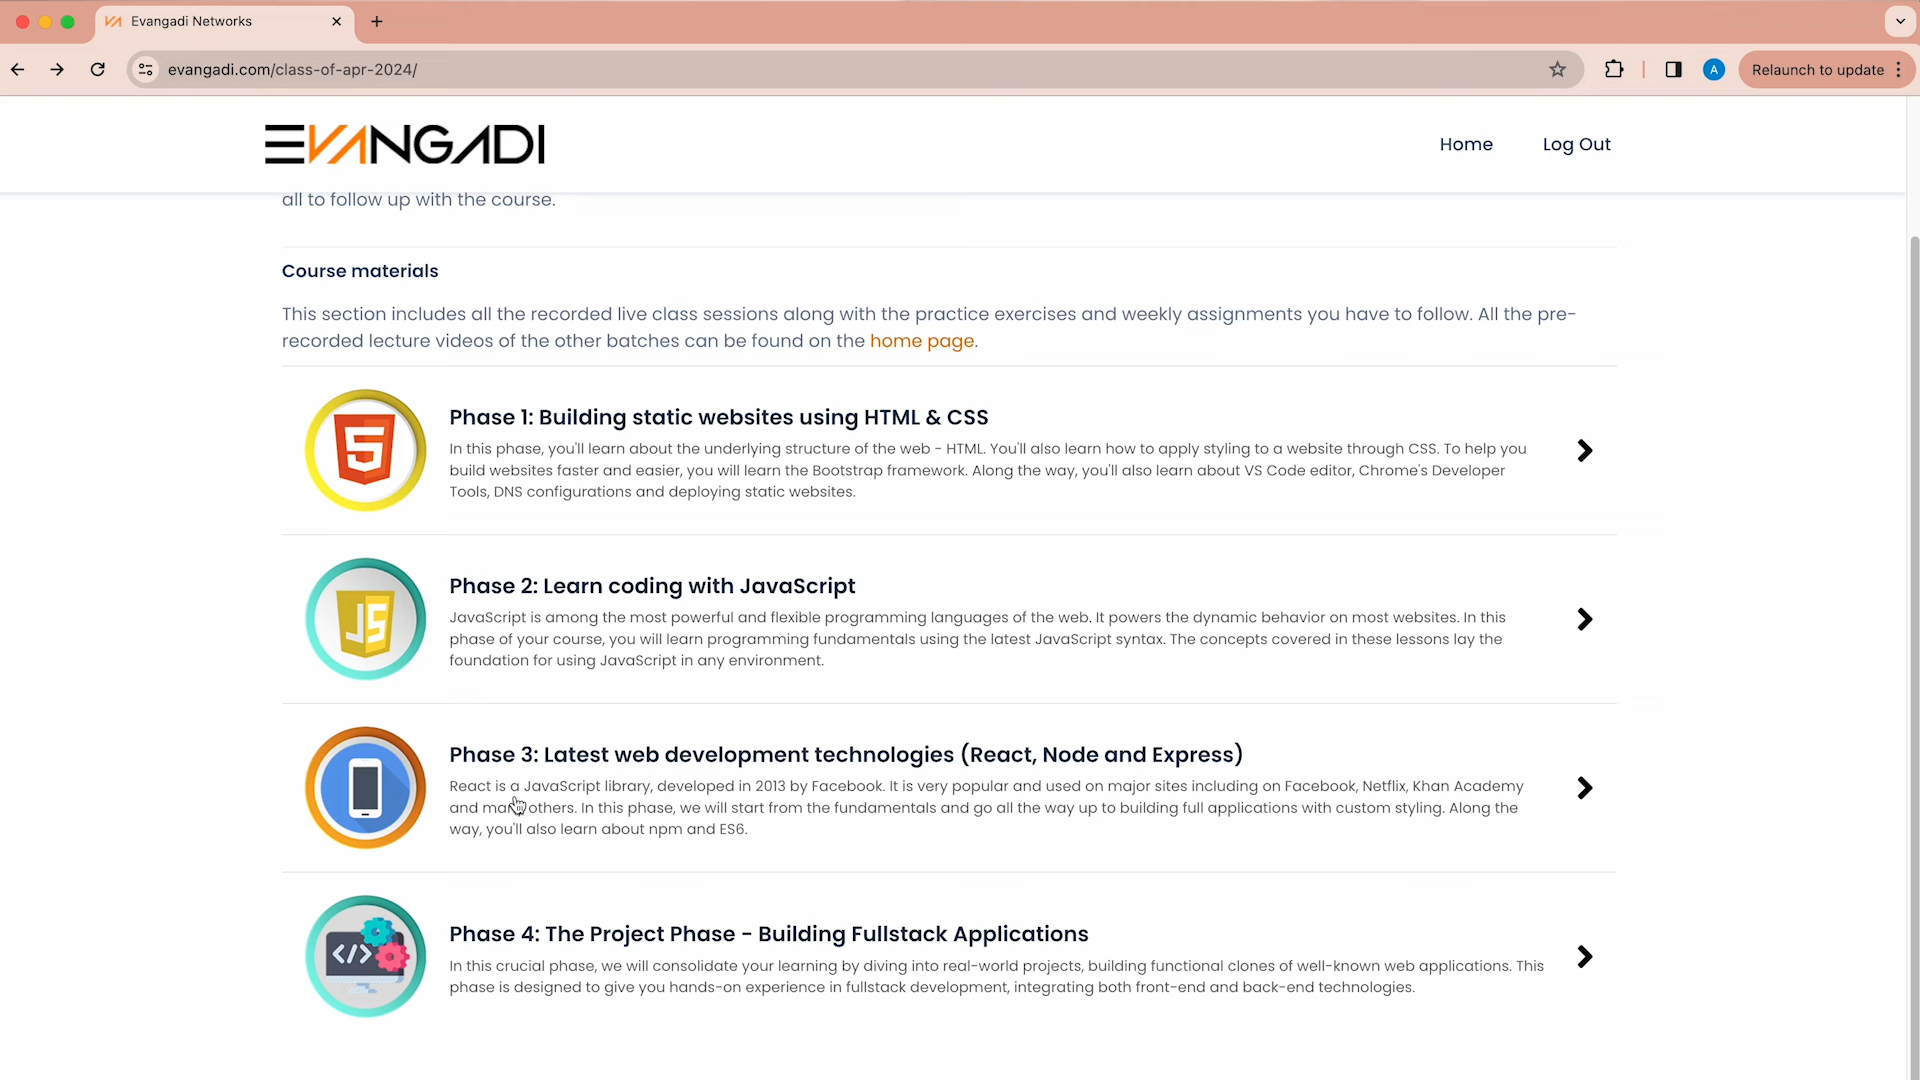 Evangadi Networks
evangadi.com/class-of-apr-2024/
A
Relaunch to update
EVANGADI
Home
Log Out
all to follow up with the course.
Course materials
This section includes all the recorded live class sessions along with the practice exercises and weekly assignments you have to follow. All the pre-
recorded lecture videos of the other batches can be found on the home page.
5
Phase 1: Building static websites using HTML & CSS
In this phase, you'll learn about the underlying structure of the web - HTML. You'll also learn how to apply styling to a website through CSS. To help you
build websites faster and easier, you will learn the Bootstrap framework. Along the way, you'll also learn about VS Code editor, Chrome's Developer
Tools, DNS configurations and deploying static websites.
JS
Phase 2: Learn coding with JavaScript
JavaScript is among the most powerful and flexible programming languages of the web. It powers the dynamic behavior on most websites. In this
phase of your course, you will learn programming fundamentals using the latest JavaScript syntax. The concepts covered in these lessons lay the
foundation for using JavaScript in any environment.
Phase 3: Latest web development technologies (React, Node and Express)
React is a JavaScript library, developed in 2013 by Facebook. It is very popular and used on major sites including on Facebook, Netflix, Khan Academy
and many others. In this phase, we will start from the fundamentals and go all the way up to building full applications with custom styling. Along the
way, you'll also learn about npm and ES6.
</>
Phase 4: The Project Phase - Building Fullstack Applications
In this crucial phase, we will consolidate your learning by diving into real-world projects, building functional clones of well-known web applications. This
phase is designed to give you hands-on experience in fullstack development, integrating both front-end and back-end technologies.